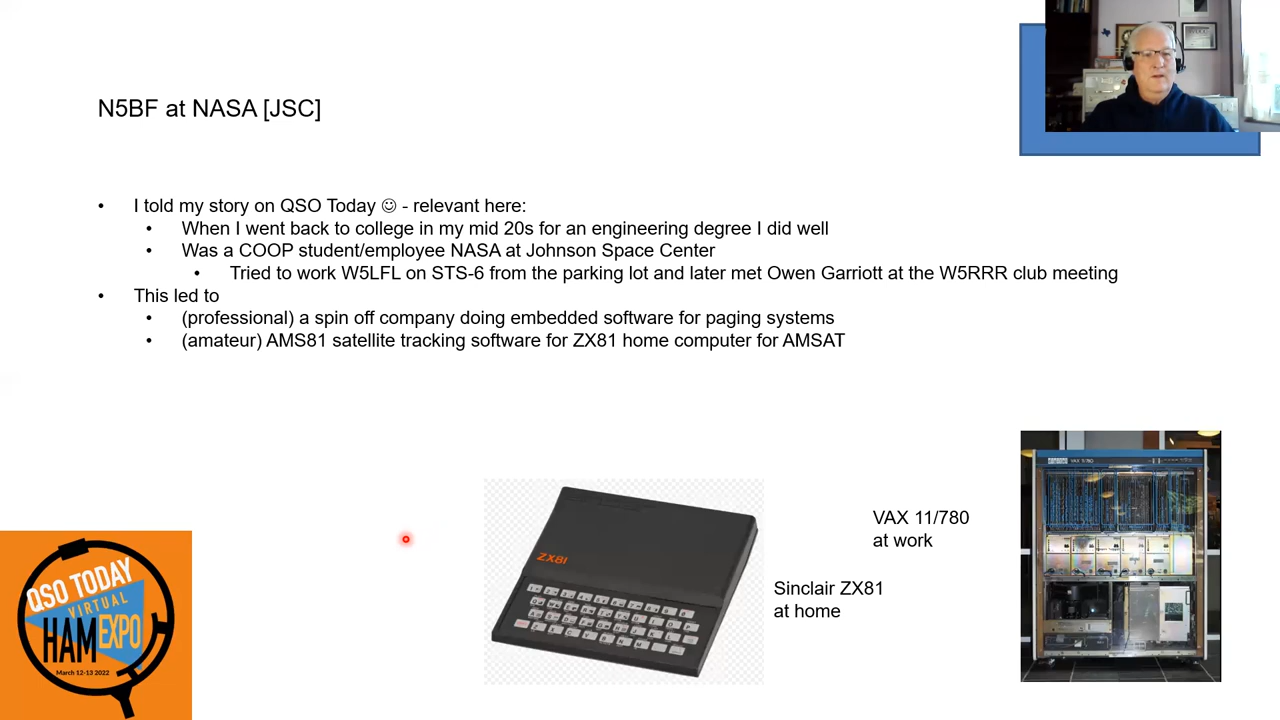 N5BF at NASA [JSC]
• I told my story on QSO Today ☺ - relevant here:
• When I went back to college in my mid 20s for an engineering degree I did well
• Was a COOP student/employee NASA at Johnson Space Center
• Tried to work W5LFL on STS-6 from the parking lot and later met Owen Garriott at the W5RRR club meeting
• This led to
• (professional) a spin off company doing embedded software for paging systems
• (amateur) AMS81 satellite tracking software for ZX81 home computer for AMSAT
VAX 11/780
at work
Sinclair ZX81
at home
ZX81
VAX 11/780
QSO TODAY
VIRTUAL
HAM EXPO
March 12-13 2022